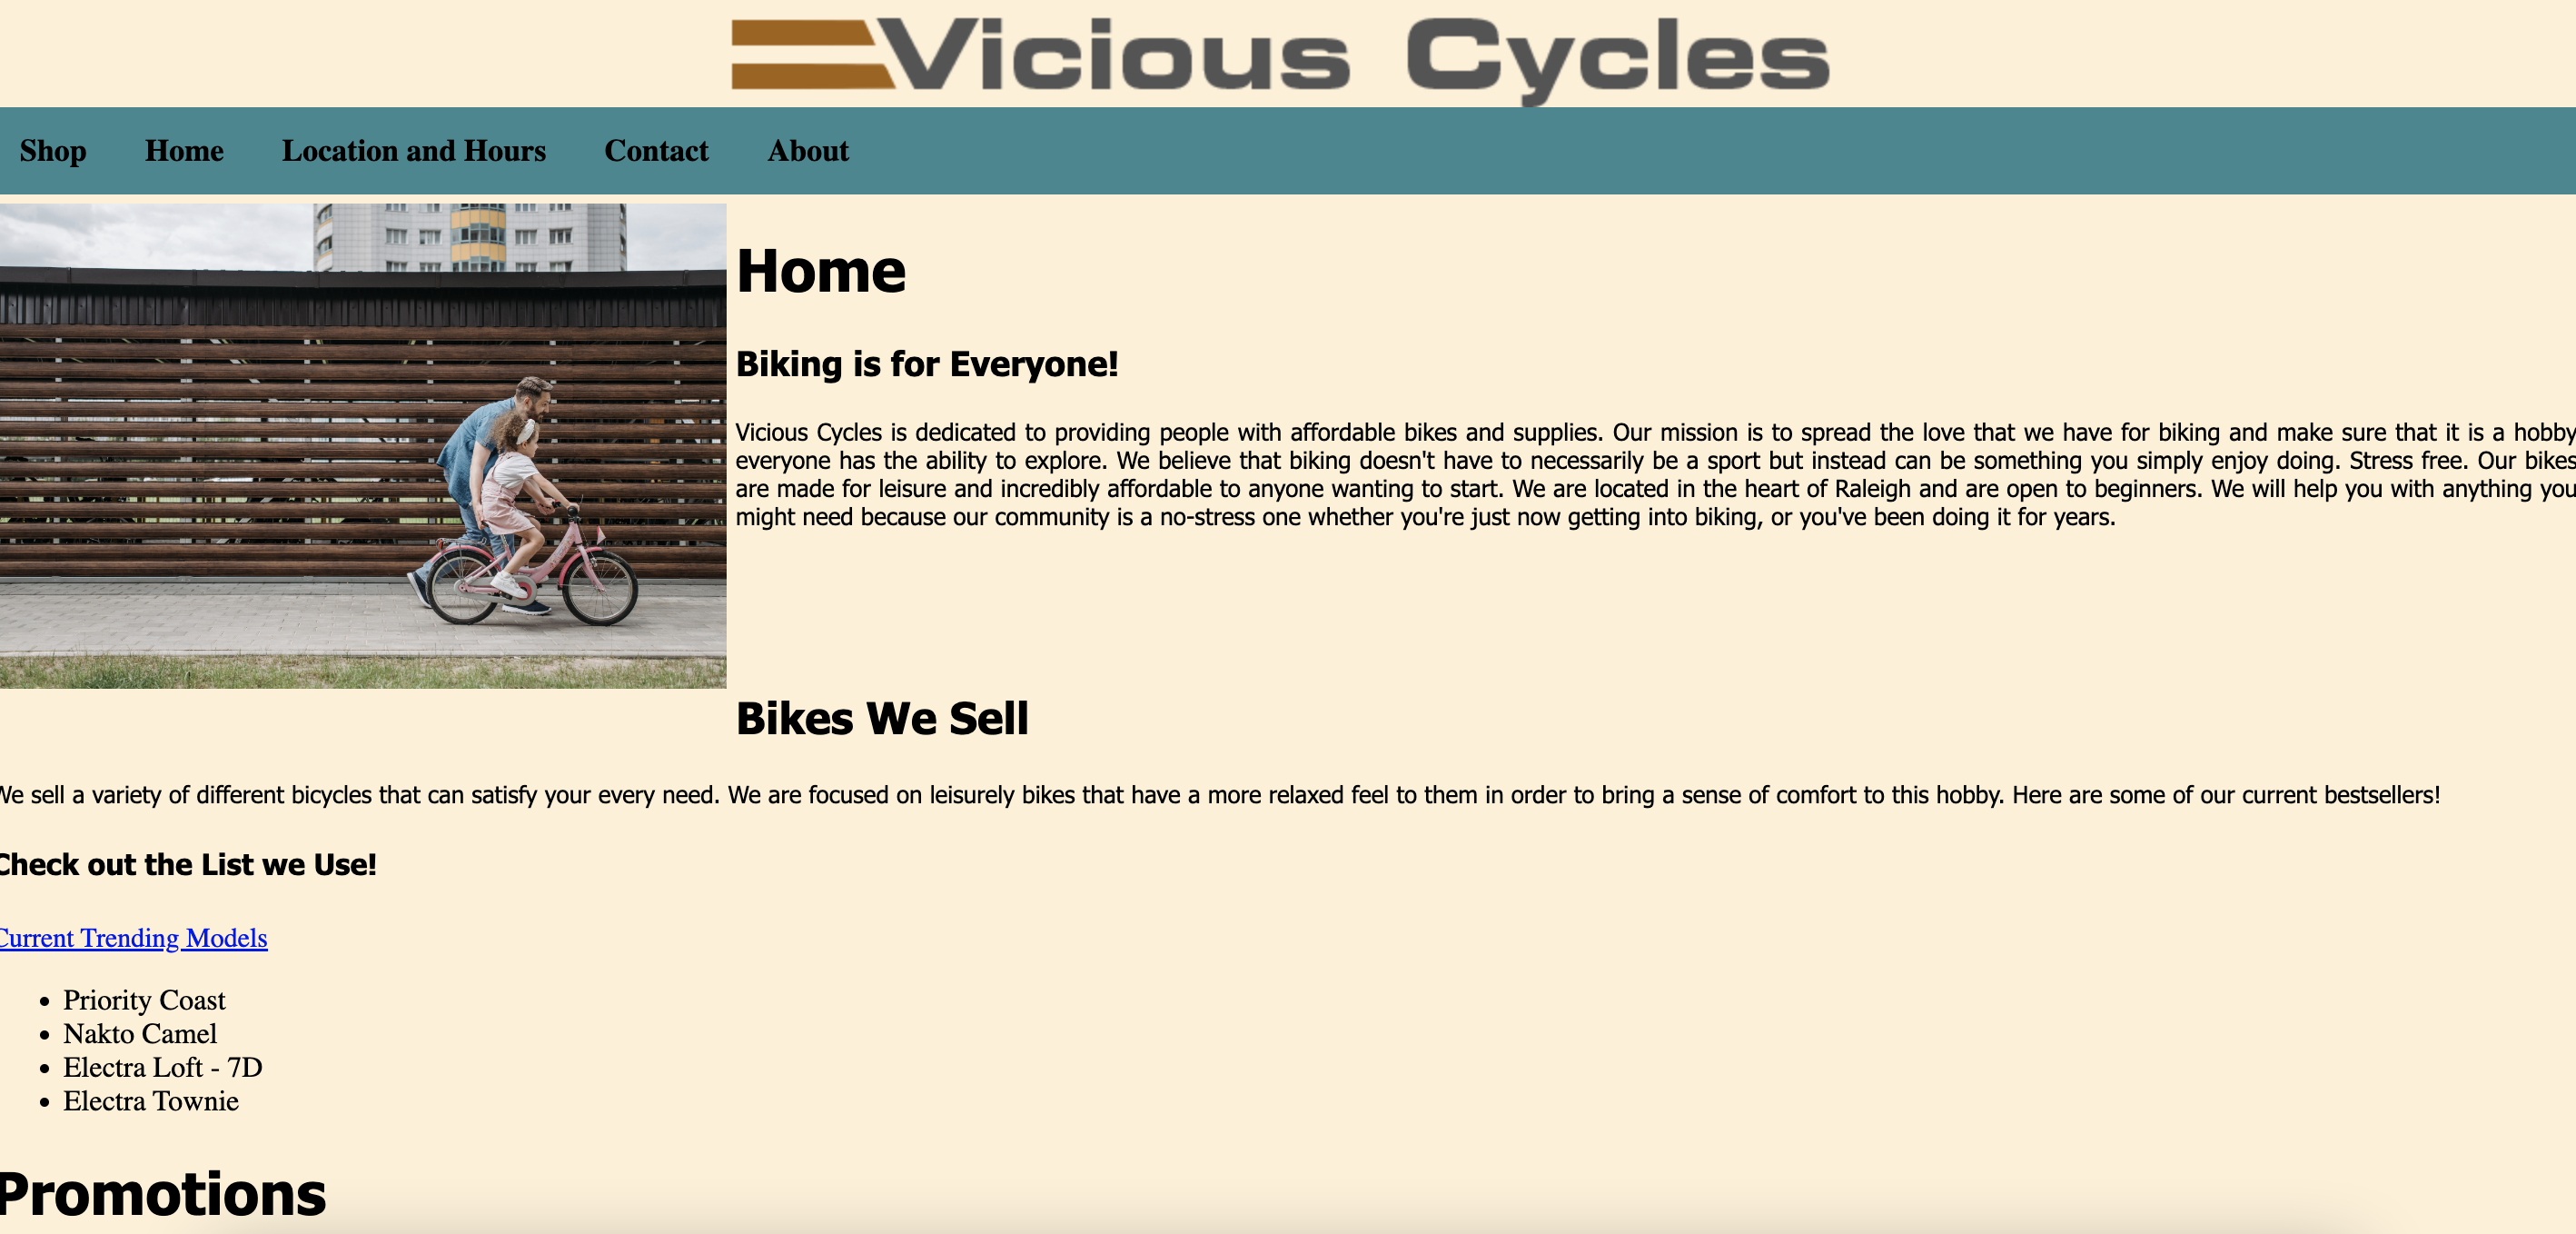 Vicious Cycles
Shop Home Location and Hours Contact About
Home
Biking is for Everyone!
Vicious Cycles is dedicated to providing people with affordable bikes and supplies. Our mission is to spread the love that we have for biking and make sure that it is a hobby
everyone has the ability to explore. We believe that biking doesn't have to necessarily be a sport but instead can be something you simply enjoy doing. Stress free. Our bikes
are made for leisure and incredibly affordable to anyone wanting to start. We are located in the heart of Raleigh and are open to beginners. We will help you with anything you
might need because our community is a no-stress one whether you're just now getting into biking, or you've been doing it for years.
Bikes We Sell
We sell a variety of different bicycles that can satisfy your every need. We are focused on leisurely bikes that have a more relaxed feel to them in order to bring a sense of comfort to this hobby. Here are some of our current bestsellers!
Check out the List we Use!
Current Trending Models
• Priority Coast
• Nakto Camel
• Electra Loft - 7D
• Electra Townie
Promotions